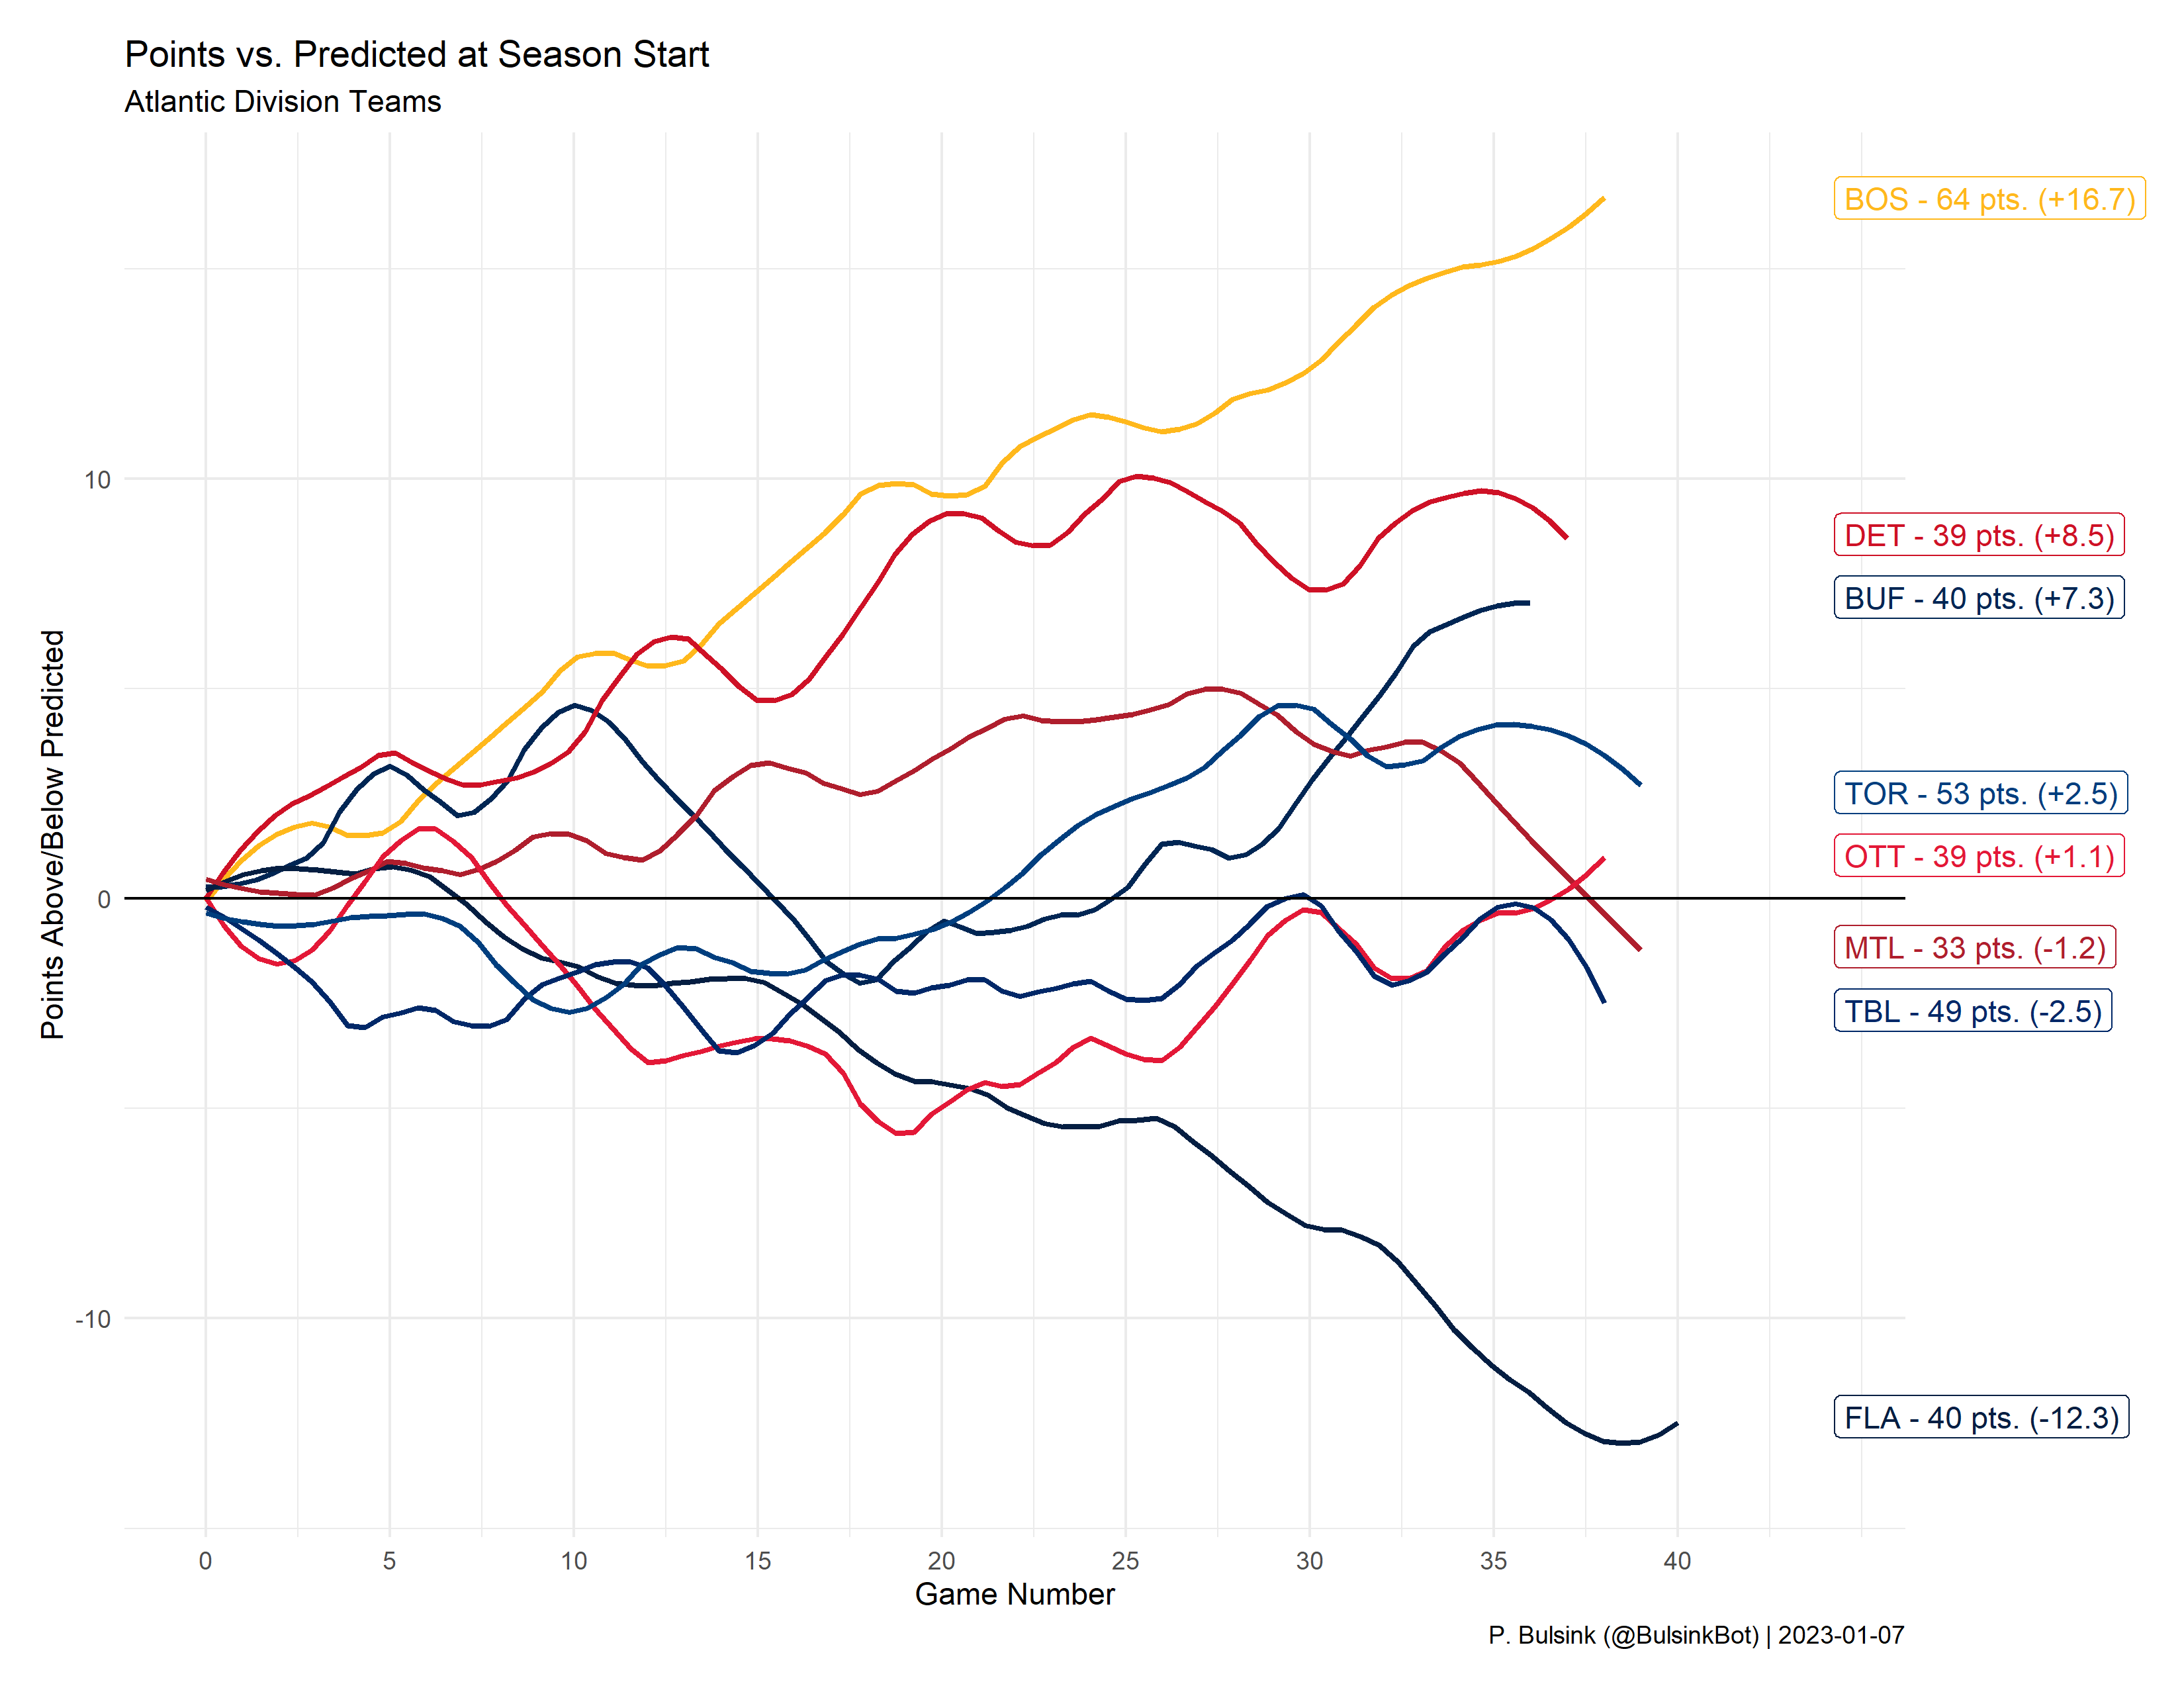 Points vs. Predicted at Season Start
Atlantic Division Teams
Points Above/Below Predicted
10
0
-10
BOS - 64 pts. (+16.7)
DET - 39 pts. (+8.5)
BUF - 40 pts. (+7.3)
TOR - 53 pts. (+2.5)
OTT - 39 pts. (+1.1)
MTL - 33 pts. (-1.2)
TBL - 49 pts. (-2.5)
FLA - 40 pts. (-12.3)
0 5 10 15 20 25 30 35 40
Game Number
P. Bulsink (@BulsinkBot) | 2023-01-07